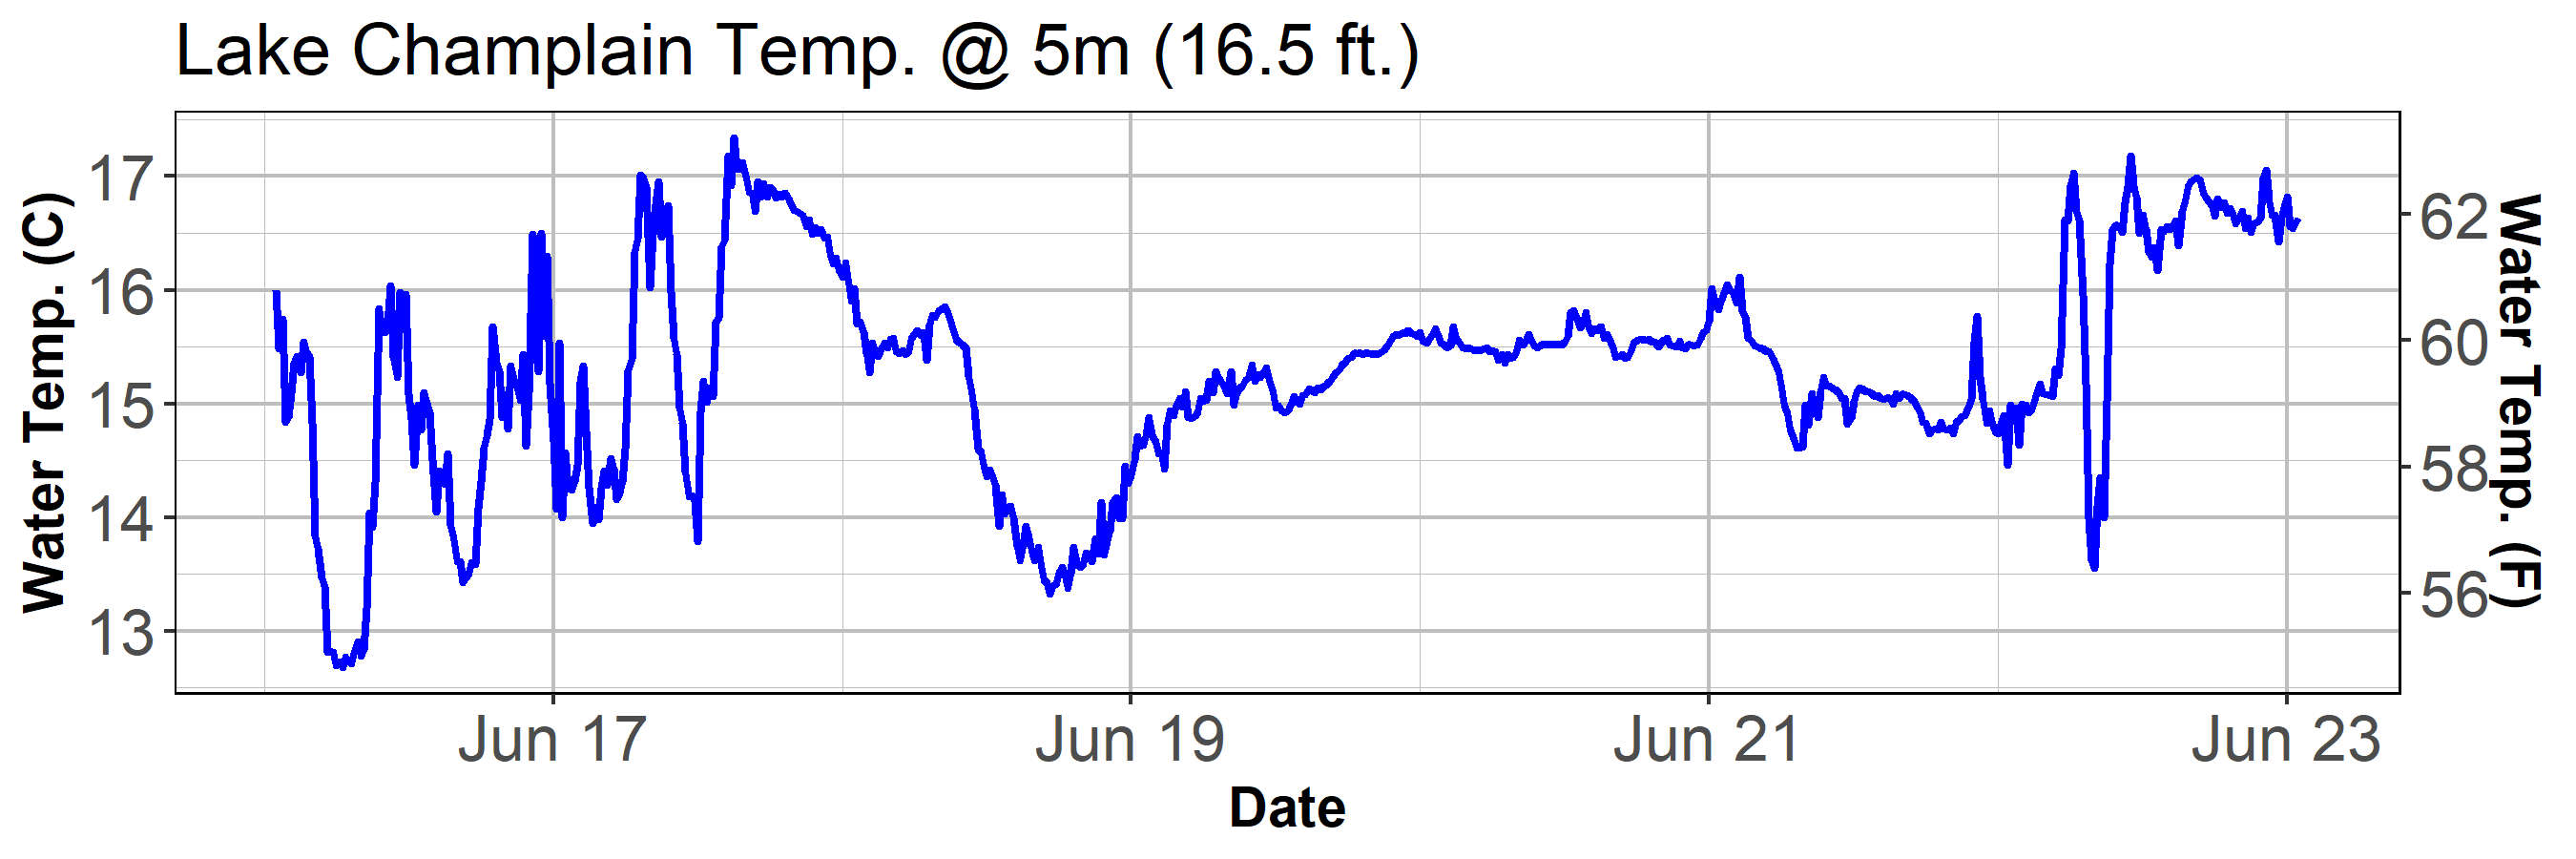 Lake Champlain Temp. @ 5m (16.5 ft.)
Water Temp. (C)
17
16
15
14
13
62
60
58
56
Water Temp. (F)
Jun 17
Jun 19
Jun 21
Jun 23
Date